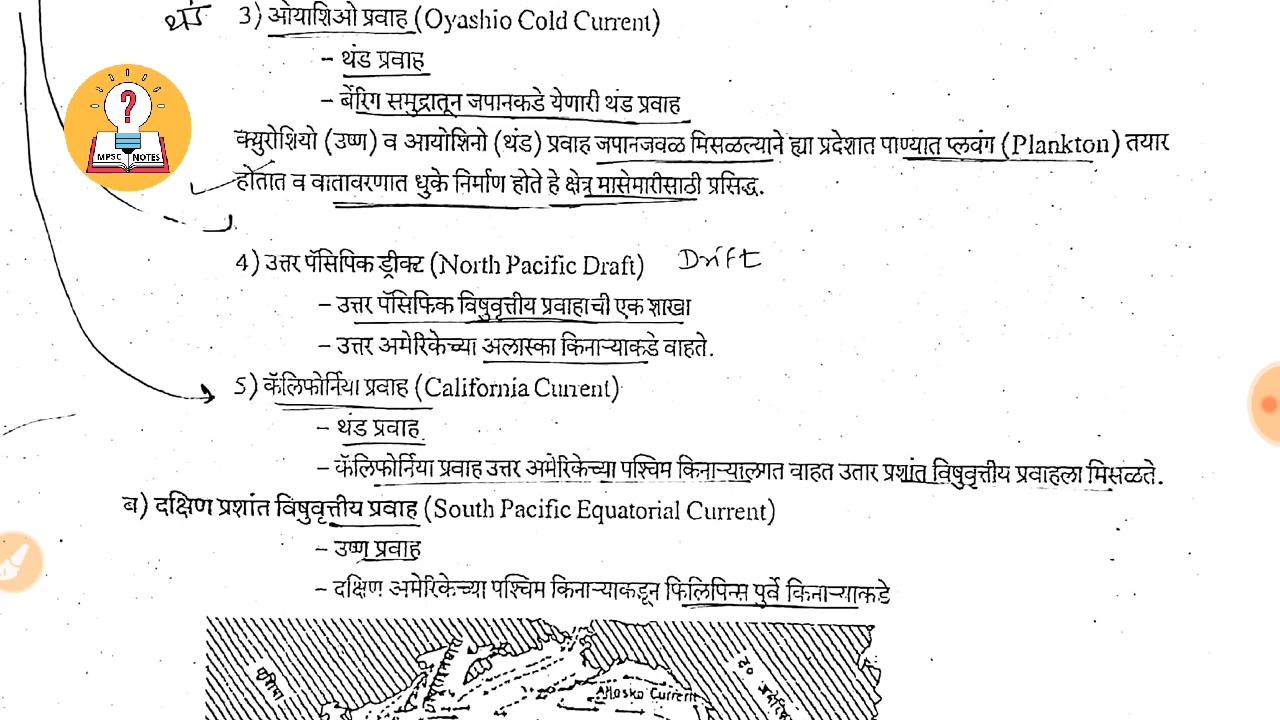 थंड 3) ओयाशिओ प्रवाह (Oyashio Cold Current)
– थंड प्रवाह
– बेंरिग समुद्रातून जपानकडे येणारी थंड प्रवाह
क्युरोशियो (उष्ण) व आयोशिनो (थंड) प्रवाह जपानजवळ मिसळल्याने ह्या प्रदेशात पाण्यात प्लवंग (Plankton) तयार
होतात व वातावरणात धुके निर्माण होते हे क्षेत्र मासेमारीसाठी प्रसिद्ध.
MPSC NOTES
4) उत्तर पॅसिपिक ड्रीक्ट (North Pacific Draft) Drift
– उत्तर पॅसिफिक विषुवृत्तीय प्रवाहाची एक शाखा
– उत्तर अमेरिकेच्या अलास्का किनाऱ्याकडे वाहते.
5) कॅलिफोर्निया प्रवाह (California Current)
– थंड प्रवाह
– कॅलिफोर्निया प्रवाह उत्तर अमेरिकेच्या पश्चिम किनाऱ्यालगत वाहत उतार प्रशांत विषुवृत्तीय प्रवाहला मिसळते.
ब) दक्षिण प्रशांत विषुवृत्तीय प्रवाह (South Pacific Equatorial Current)
– उष्ण प्रवाह
– दक्षिण अमेरिकेच्या पश्चिम किनाऱ्याकडून फिलिपिन्स पुर्वे किनाऱ्याकडे
एशिया
Allaska Current